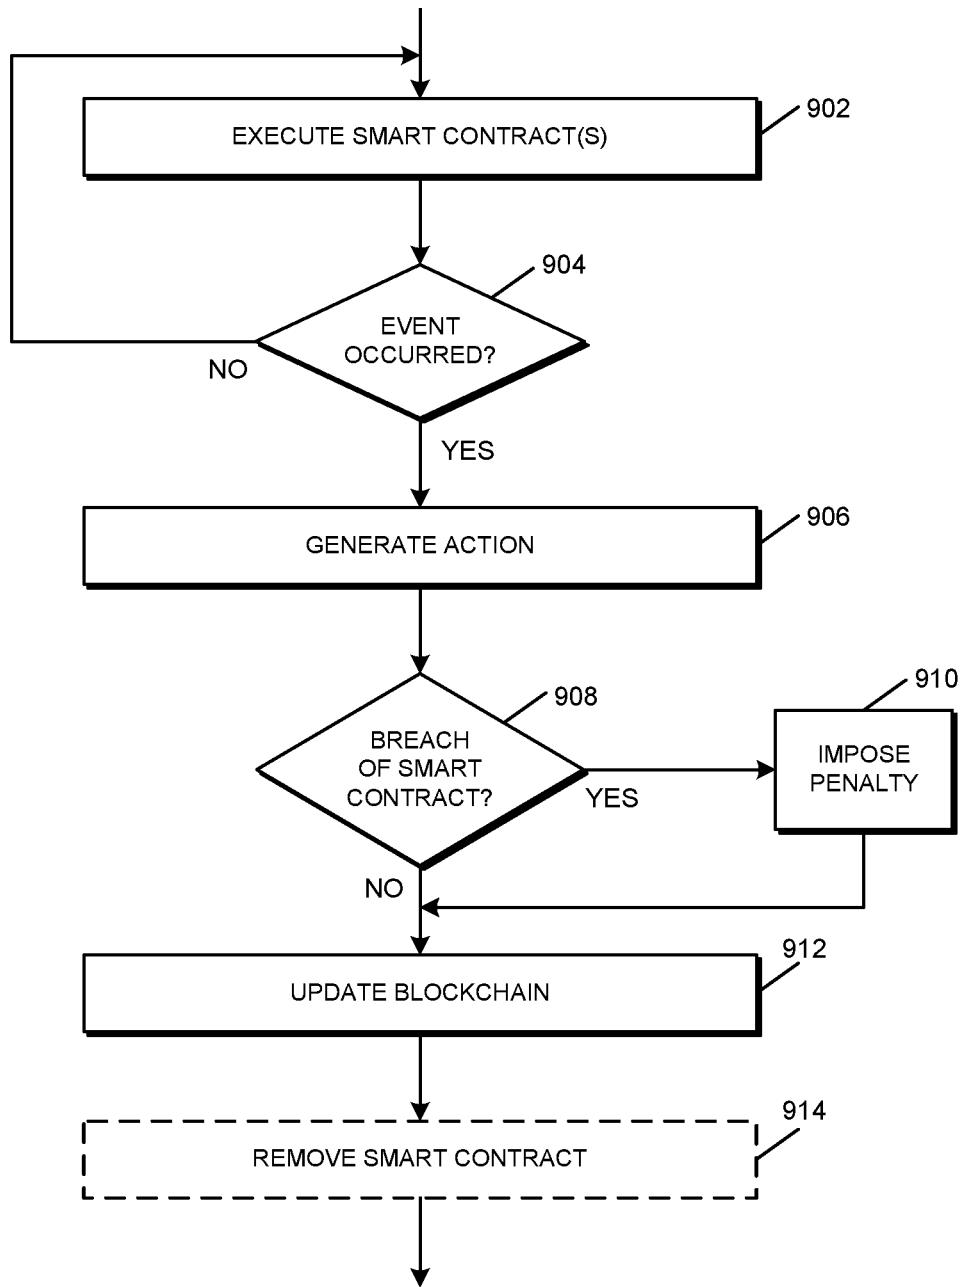 902
EXECUTE SMART CONTRACT(S)
904
EVENT
OCCURRED?
NO
YES
906
GENERATE ACTION
910
908
BREACH
OF SMART
CONTRACT?
IMPOSE
PENALTY
YES
NO
912
UPDATE BLOCKCHAIN
914
REMOVE SMART CONTRACT